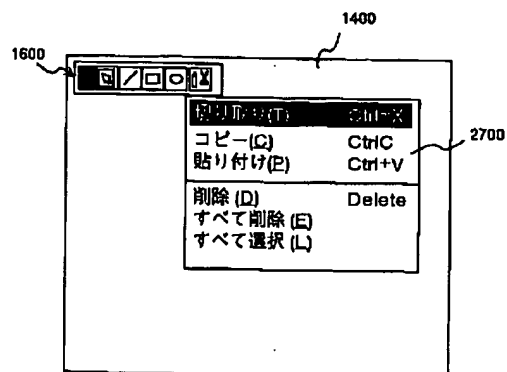 1400
1600
切り取り(T) Ctrl+X
コピー(C) CtrlC
貼り付け(P) Ctrl+V
2700
削除 (D) Delete
すべて削除 (E)
すべて選択 (L)